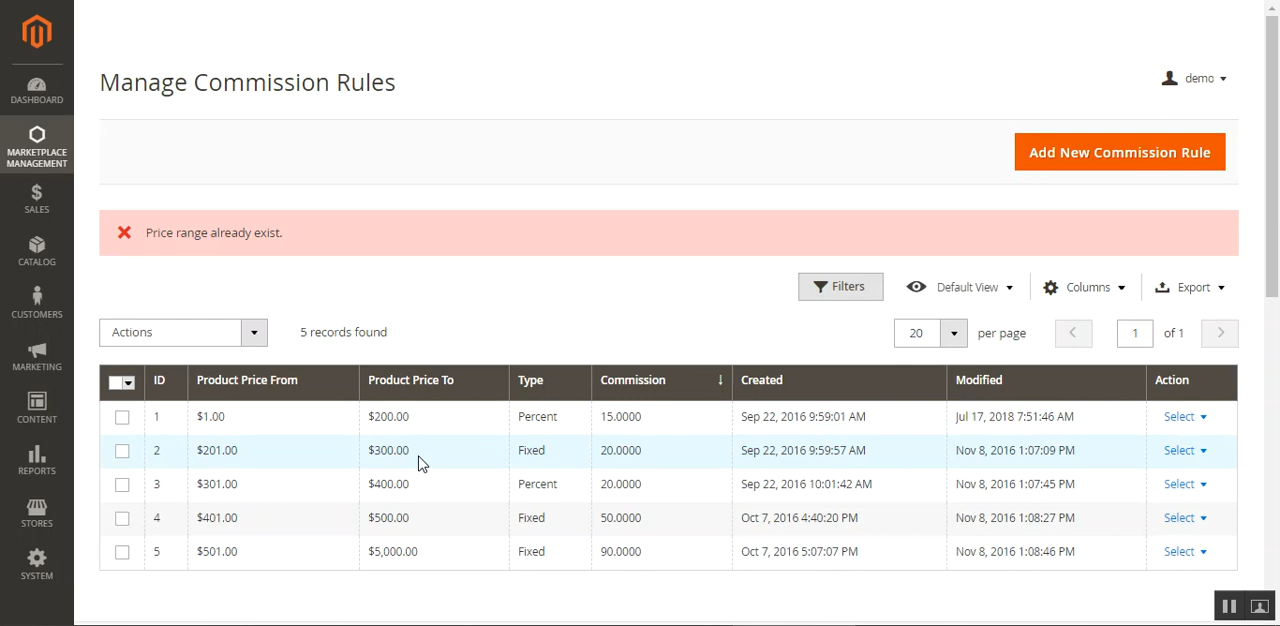 Manage Commission Rules
demo
DASHBOARD
MARKETPLACE
MANAGEMENT
SALES
CATALOG
CUSTOMERS
MARKETING
CONTENT
REPORTS
STORES
SYSTEM
Add New Commission Rule
Price range already exist.
Filters Default View Columns Export
Actions 5 records found 20 per page 1 of 1
ID Product Price From Product Price To Type Commission ↓ Created Modified Action
1 $1.00 $200.00 Percent 15.0000 Sep 22, 2016 9:59:01 AM Jul 17, 2018 7:51:46 AM Select
2 $201.00 $300.00 Fixed 20.0000 Sep 22, 2016 9:59:57 AM Nov 8, 2016 1:07:09 PM Select
3 $301.00 $400.00 Percent 20.0000 Sep 22, 2016 10:01:42 AM Nov 8, 2016 1:07:45 PM Select
4 $401.00 $500.00 Fixed 50.0000 Oct 7, 2016 4:40:20 PM Nov 8, 2016 1:08:27 PM Select
5 $501.00 $5,000.00 Fixed 90.0000 Oct 7, 2016 5:07:07 PM Nov 8, 2016 1:08:46 PM Select